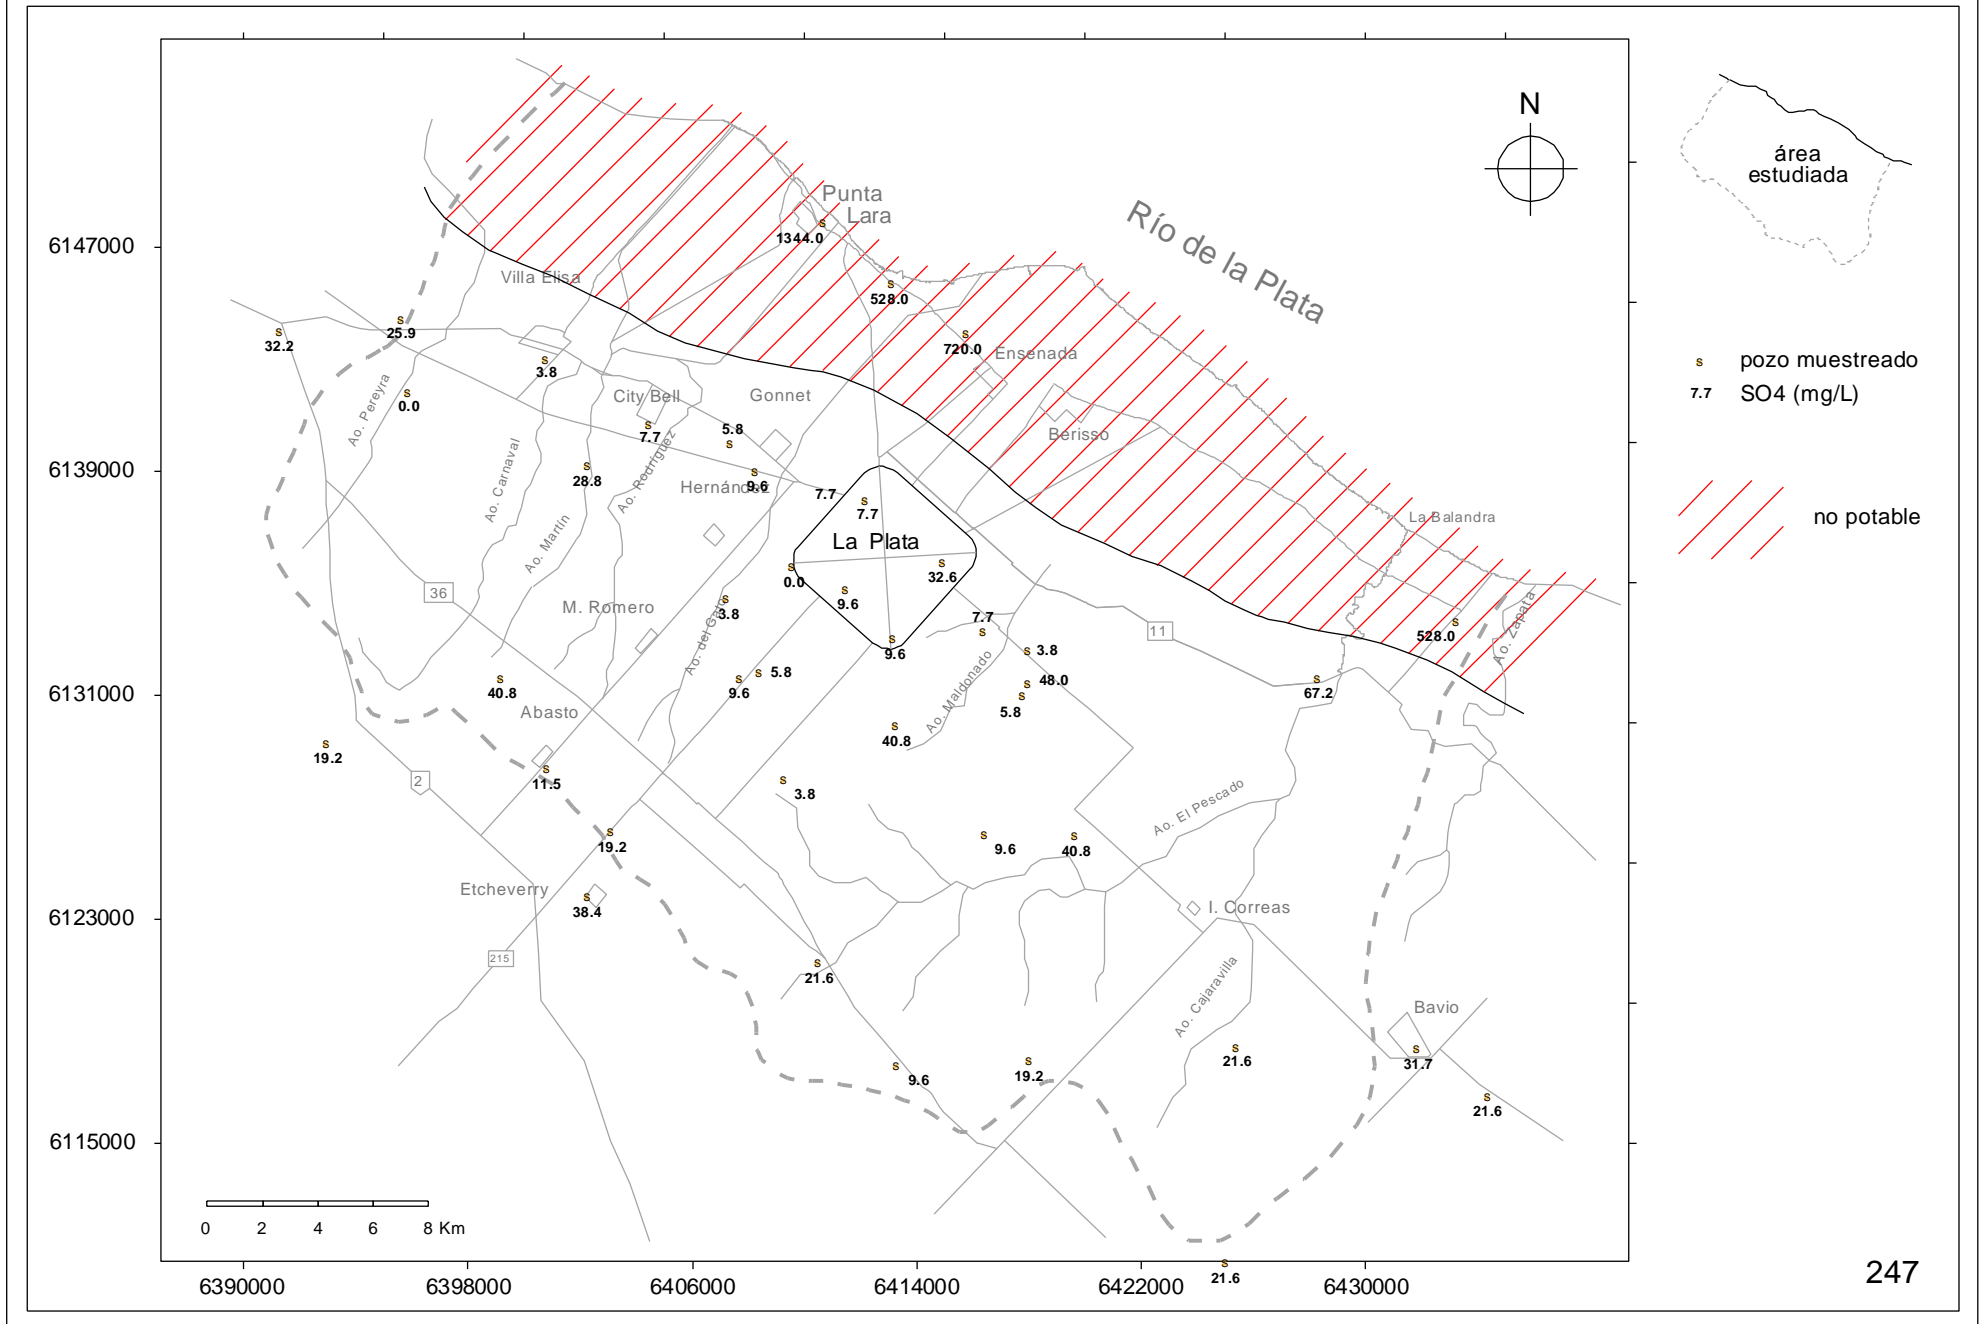 N
Río de la Plata
área
estudiada
Punta
Lara
1344.0
6147000
Villa Elisa
528.0
25.9
32.2
720.0
Ensenada
3.8
pozo muestreado
7.7 SO4 (mg/L)
City Bell
Gonnet
0.0
Ao. Pereyra
7.7
5.8
Berisso
6139000
28.8
Ao. Carnaval
Ao. Rodríguez
Hernández
9.6
7.7
7.7
La Balandra
no potable
Ao. Martín
La Plata
0.0
32.6
36
9.6
M. Romero
3.8
Ao. del Gato
7.7
11
528.0
Ao. Zapata
9.6
3.8
Ao. Maldonado
5.8
9.6
48.0
5.8
67.2
6131000
40.8
Abasto
40.8
19.2
2
11.5
3.8
Ao. El Pescado
19.2
9.6
40.8
Etcheverry
38.4
6123000
I. Correas
215
21.6
Ao. Cajaravilla
Bavio
9.6
19.2
21.6
31.7
21.6
6115000
0 2 4 6 8 Km
21.6
6390000 6398000 6406000 6414000 6422000 6430000
247